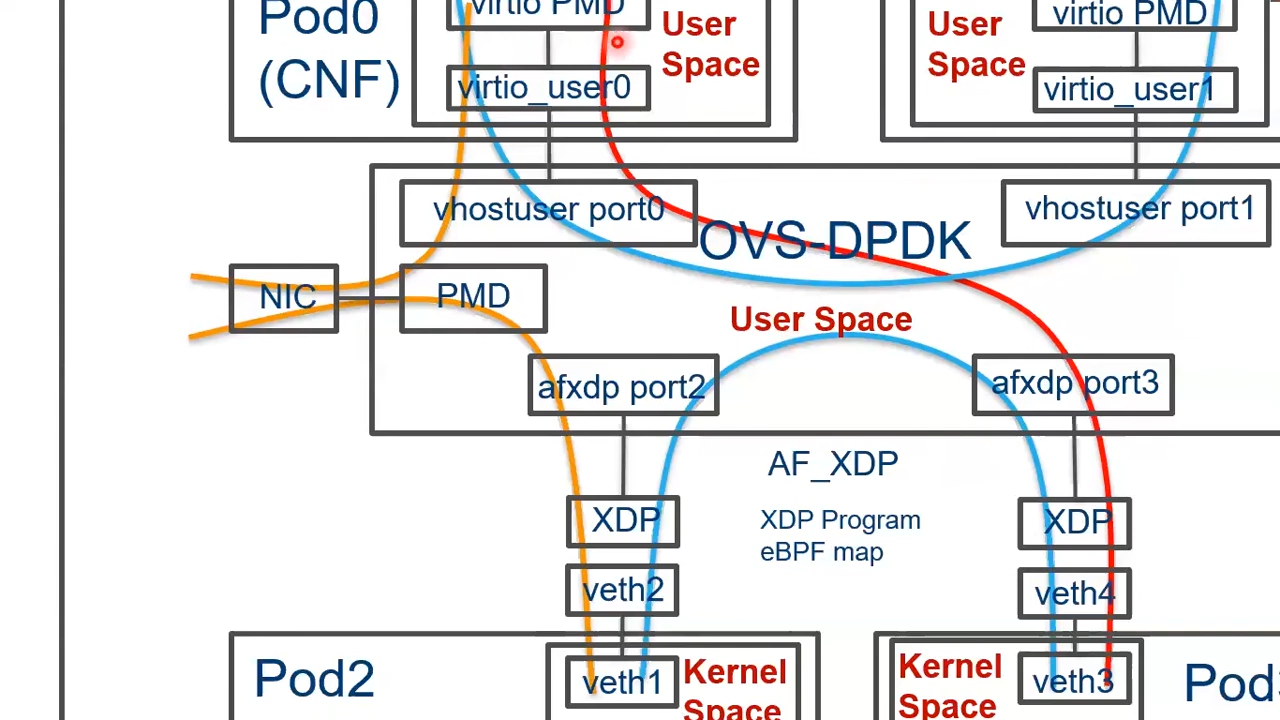 Pod0
(CNF)
virtio PMD
User
Space
virtio_user0
User
Space
virtio PMD
virtio_user1
vhostuser port0
OVS-DPDK
vhostuser port1
NIC
PMD
User Space
afxdp port2
afxdp port3
AF_XDP
XDP
XDP Program
eBPF map
XDP
veth2
veth4
Pod2
veth1
Kernel
Space
Kernel
Space
veth3
Pod3